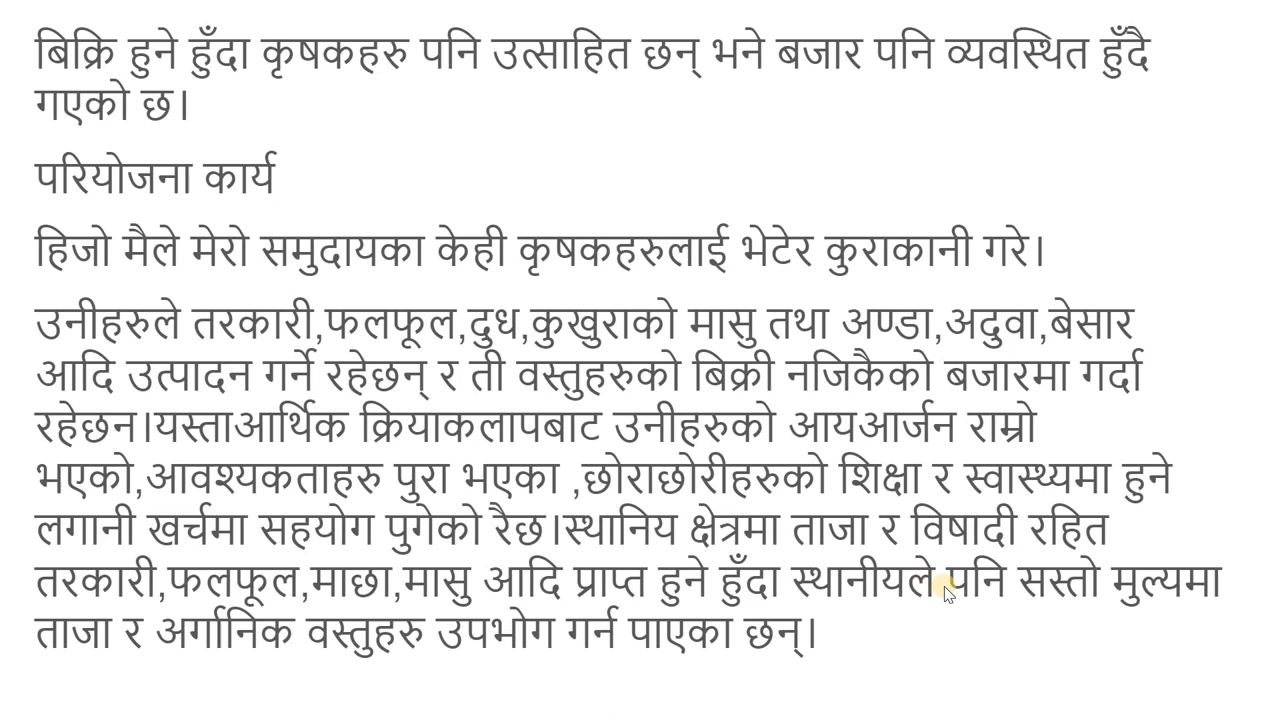 बिक्रि हुने हुँदा कृषकहरु पनि उत्साहित छन् भने बजार पनि व्यवस्थित हुँदै
गएको छ।
परियोजना कार्य
हिजो मैले मेरो समुदायका केही कृषकहरुलाई भेटेर कुराकानी गरे।
उनीहरुले तरकारी,फलफूल,दुध,कुखुराको मासु तथा अण्डा,अदुवा,बेसार
आदि उत्पादन गर्ने रहेछन् र ती वस्तुहरुको बिक्री नजिकैको बजारमा गर्दा
रहेछन।यस्ताआर्थिक क्रियाकलापबाट उनीहरुको आयआर्जन राम्रो
भएको,आवश्यकताहरु पुरा भएका ,छोराछोरीहरुको शिक्षा र स्वास्थ्यमा हुने
लगानी खर्चमा सहयोग पुगेको रैछ।स्थानिय क्षेत्रमा ताजा र विषादी रहित
तरकारी,फलफूल,माछा,मासु आदि प्राप्त हुने हुँदा स्थानीयले पनि सस्तो मुल्यमा
ताजा र अर्गानिक वस्तुहरु उपभोग गर्न पाएका छन्।